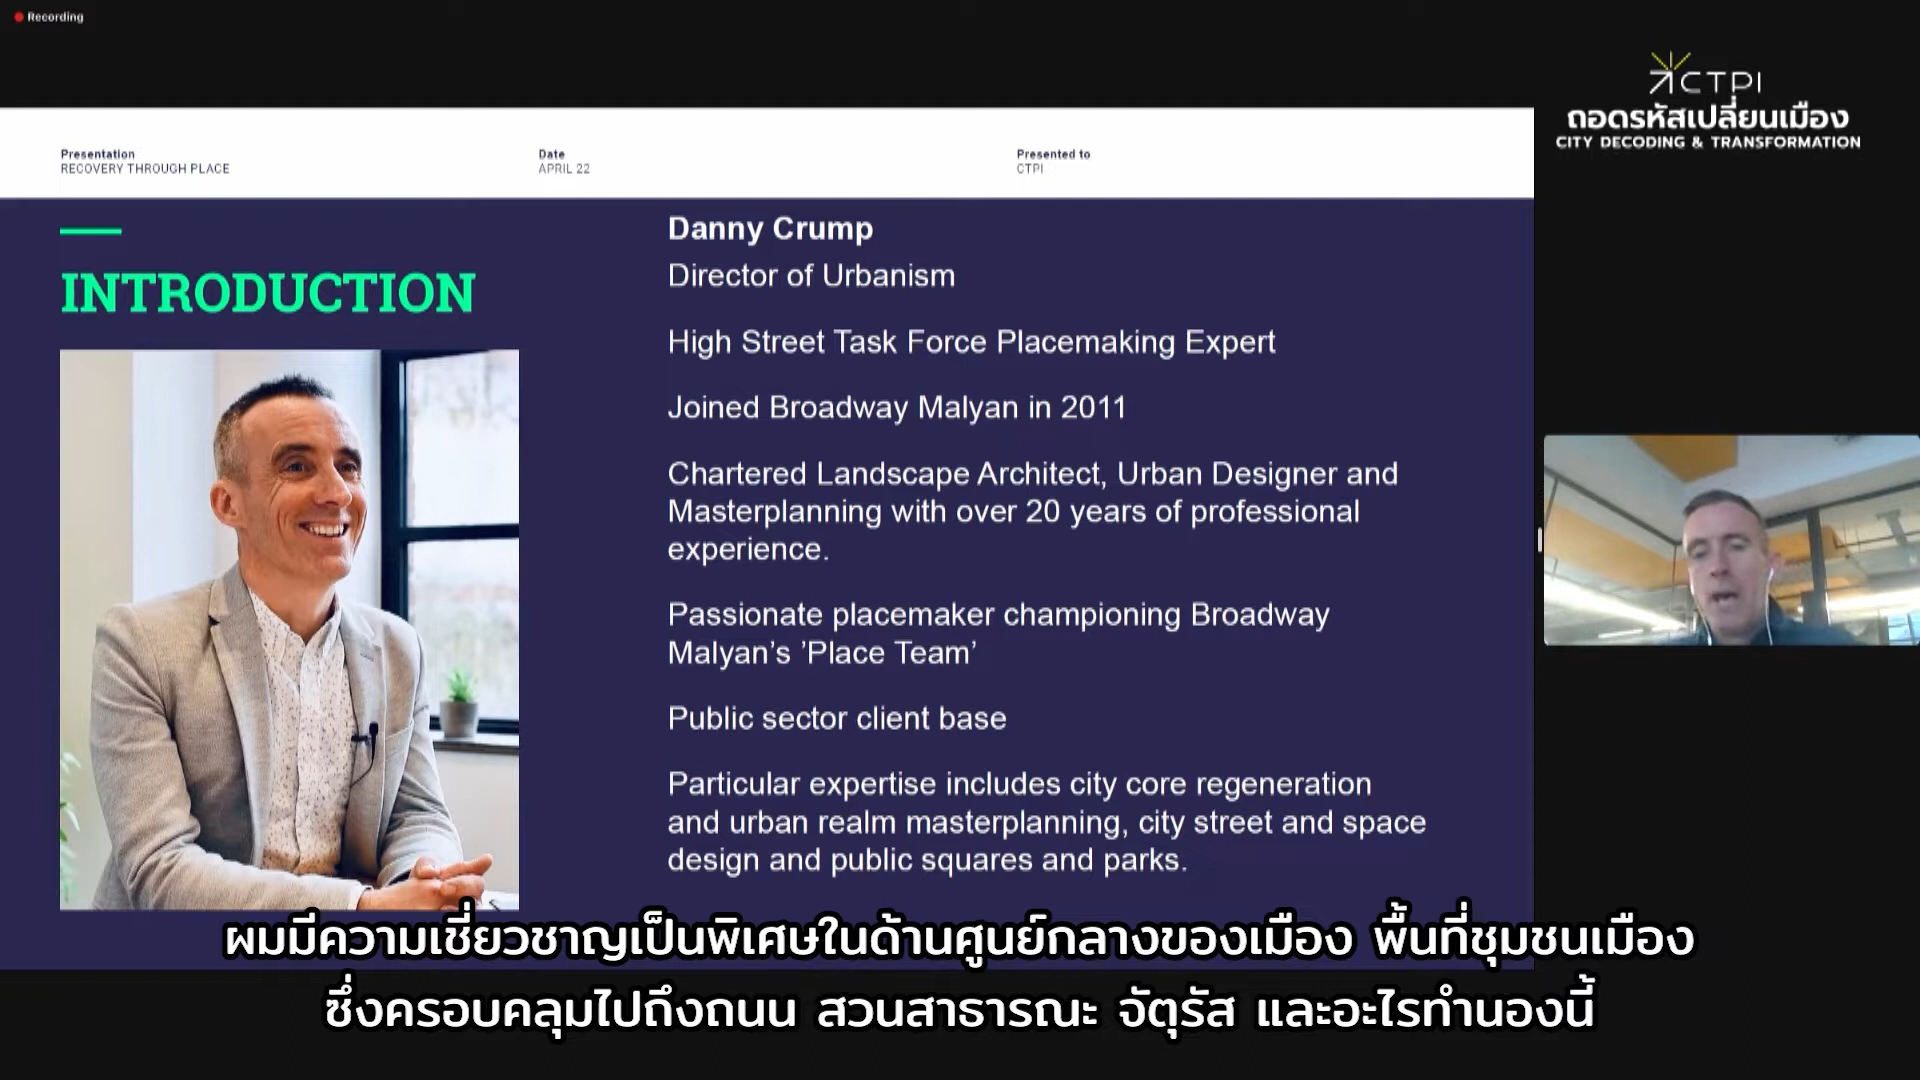 Recording
CTPI
ถอดรหัสเปลี่ยนเมือง
CITY DECODING & TRANSFORMATION
Presentation
RECOVERY THROUGH PLACE
Date
APRIL 22
Presented to
CTPI
INTRODUCTION
Danny Crump
Director of Urbanism
High Street Task Force Placemaking Expert
Joined Broadway Malyan in 2011
Chartered Landscape Architect, Urban Designer and
Masterplanning with over 20 years of professional
experience.
Passionate placemaker championing Broadway
Malyan’s ’Place Team’
Public sector client base
Particular expertise includes city core regeneration
and urban realm masterplanning, city street and space
design and public squares and parks.
ผมมีความเชี่ยวชาญเป็นพิเศษในด้านศูนย์กลางของเมือง พื้นที่ชุมชนเมือง
ซึ่งครอบคลุมไปถึงถนน สวนสาธารณะ จัตุรัส และอะไรทำนองนี้